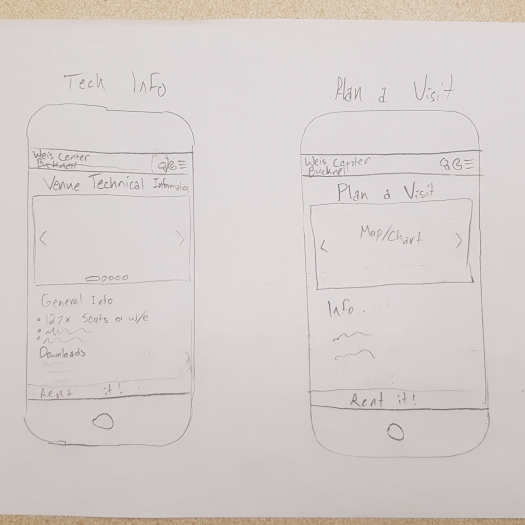 Tech Info
Weis Center
Bucknell
Venue Technical Information
General Info
• 127x Seats or w/e
Downloads
Rent it!
Plan a Visit
Weis Center
Bucknell
Plan a Visit
Map/Chart
Info.
Rent it!